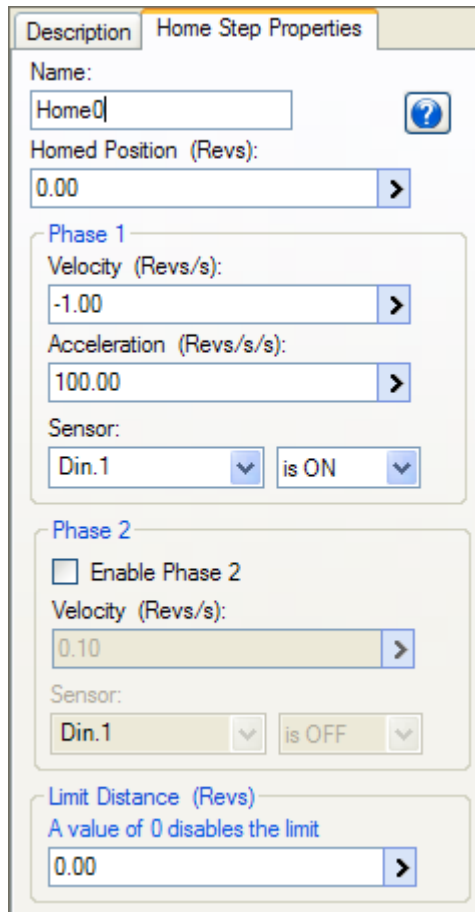 Description Home Step Properties
Name:
Home0
Homed Position (Revs):
0.00
Phase 1
Velocity (Revs/s):
-1.00
Acceleration (Revs/s/s):
100.00
Sensor:
Din.1 is ON
Phase 2
Enable Phase 2
Velocity (Revs/s):
0.10
Sensor:
Din.1 is OFF
Limit Distance (Revs)
A value of 0 disables the limit
0.00